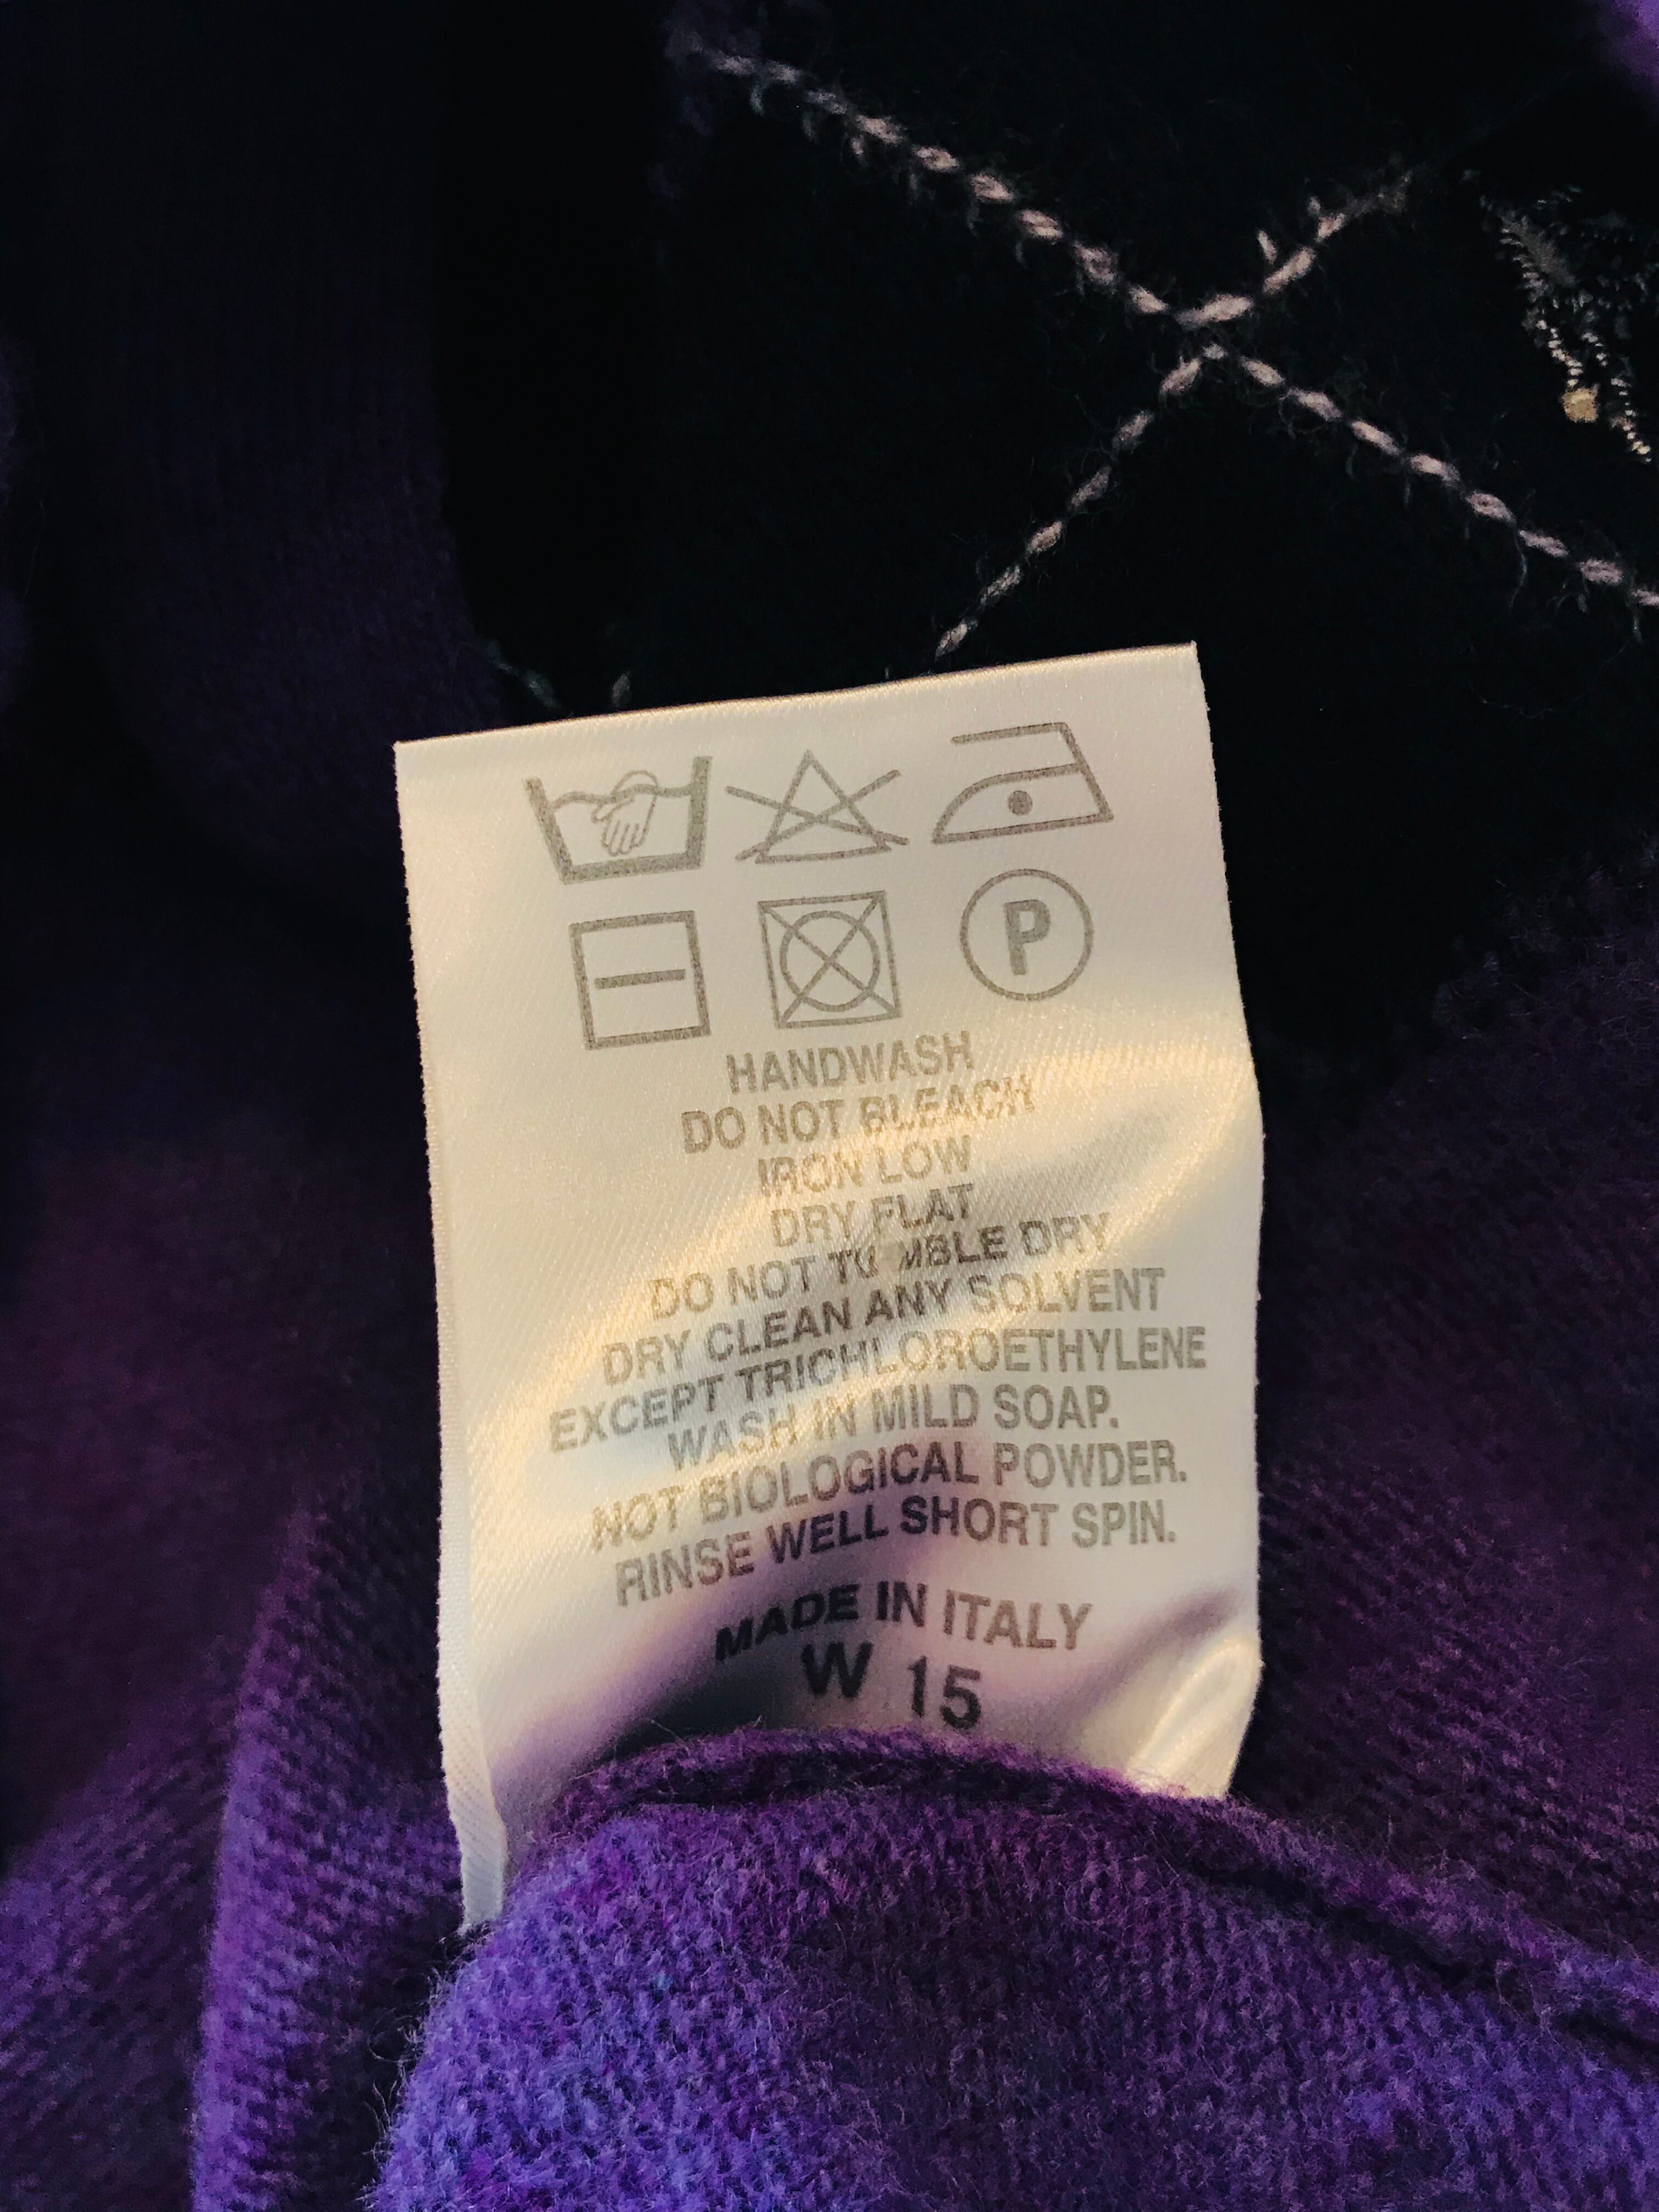 P
HANDWASH
DO NOT BLEACH
IRON LOW
DRY FLAT
DO NOT TUMBLE DRY
DRY CLEAN ANY SOLVENT
EXCEPT TRICHLOROETHYLENE
WASH IN MILD SOAP.
NOT BIOLOGICAL POWDER.
RINSE WELL SHORT SPIN.
MADE IN ITALY
W 15